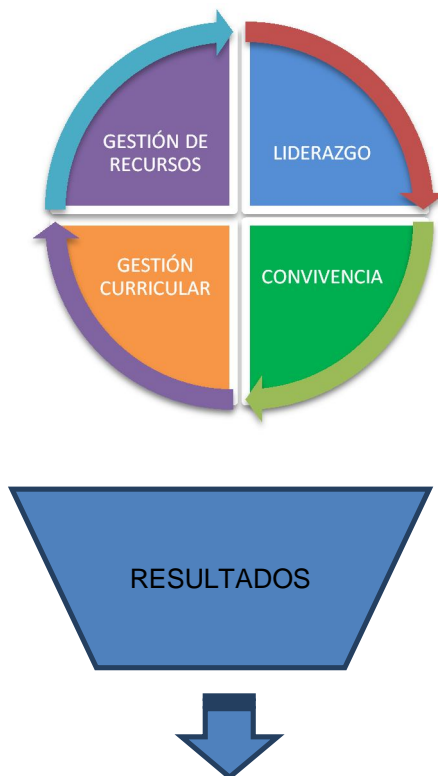 GESTIÓN DE
RECURSOS
LIDERAZGO
GESTIÓN
CURRICULAR
CONVIVENCIA
RESULTADOS